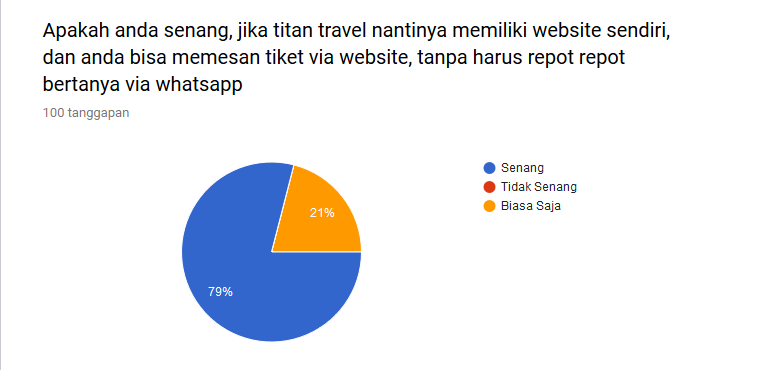 Apakah anda senang, jika titan travel nantinya memiliki website sendiri,
dan anda bisa memesan tiket via website, tanpa harus repot repot
bertanya via whatsapp
100 tanggapan
Senang
Tidak Senang
Biasa Saja
21%
79%